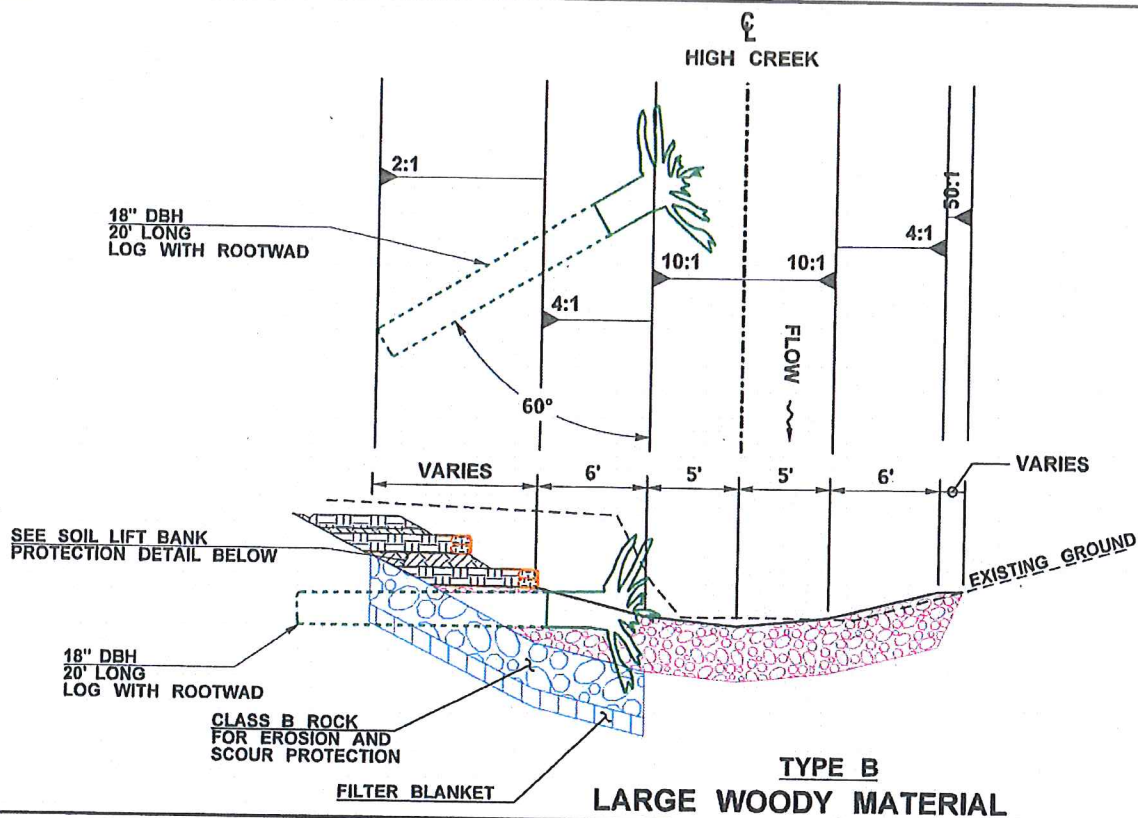 ℄
HIGH CREEK
2:1
50:1
18" DBH
20' LONG
LOG WITH ROOTWAD
4:1
10:1
10:1
4:1
FLOW
60°
VARIES
6'
5'
5'
6'
VARIES
SEE SOIL LIFT BANK
PROTECTION DETAIL BELOW
EXISTING GROUND
18" DBH
20' LONG
LOG WITH ROOTWAD
CLASS B ROCK
FOR EROSION AND
SCOUR PROTECTION
FILTER BLANKET
TYPE B
LARGE WOODY MATERIAL